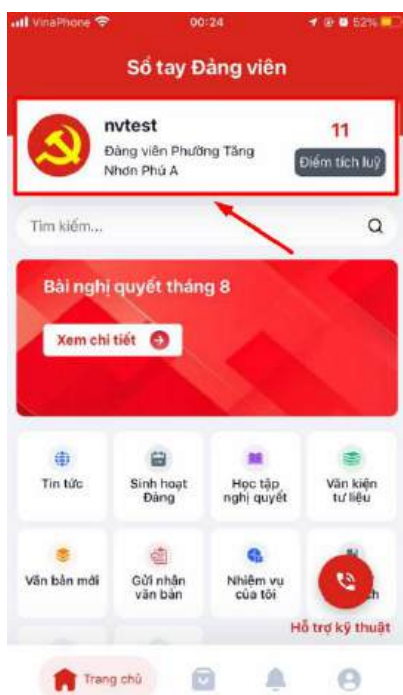 VinaPhone 00:24 52%
Sổ tay Đảng viên
nvtest
Đảng viên Phường Tăng
Nhơn Phú A
11
Điểm tích luỹ
Tìm kiếm...
Bài nghị quyết tháng 8
Xem chi tiết
Tin tức
Sinh hoạt
Đảng
Học tập
nghị quyết
Văn kiện
tư liệu
Văn bản mới
Gửi nhận
văn bản
Nhiệm vụ
của tôi
Hỗ trợ kỹ thuật
Trang chủ